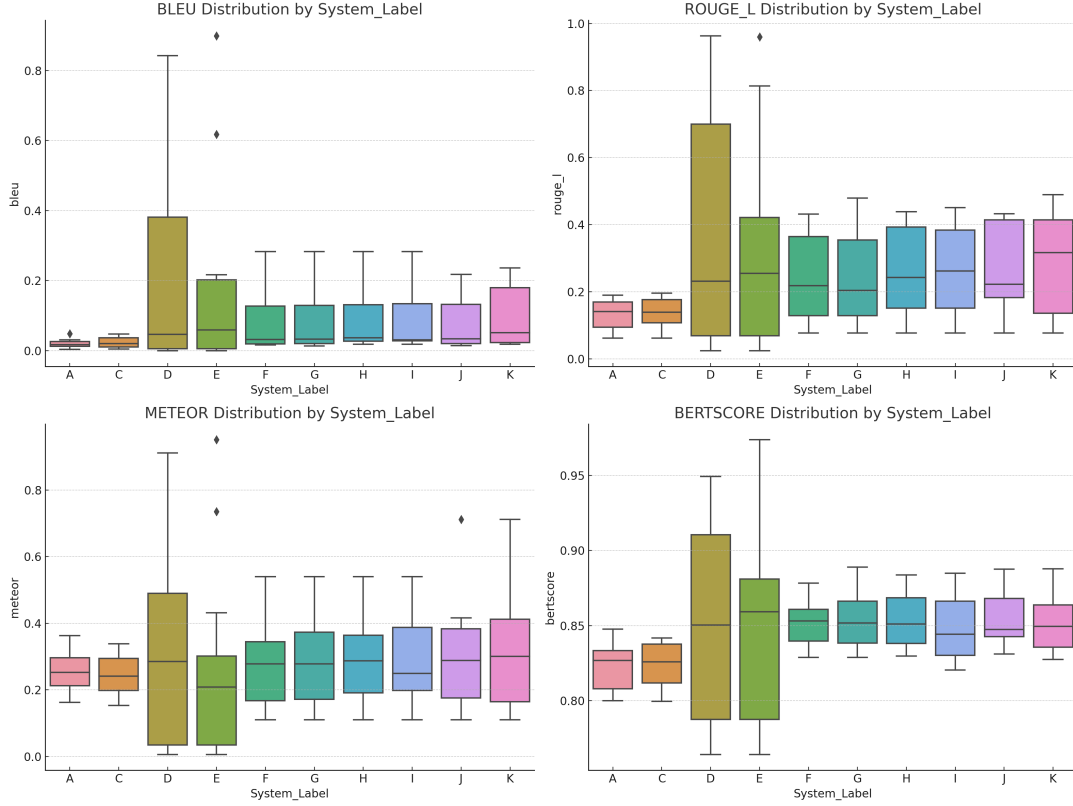 BLEU Distribution by System_Label
bleu
0.8
0.6
0.4
0.2
0.0
A C D E F G H I J K
System_Label
ROUGE_L Distribution by System_Label
rouge_l
1.0
0.8
0.6
0.4
0.2
0.0
A C D E F G H I J K
System_Label
METEOR Distribution by System_Label
meteor
0.8
0.6
0.4
0.2
0.0
A C D E F G H I J K
System_Label
BERTSCORE Distribution by System_Label
bertscore
0.95
0.90
0.85
0.80
A C D E F G H I J K
System_Label